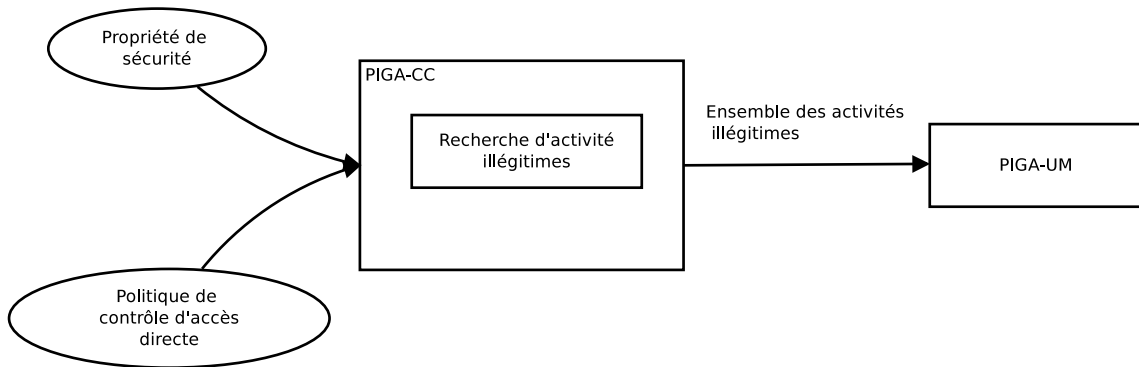 Propriété de
sécurité
PIGA-CC
Recherche d'activité
illégitimes
Ensemble des activités
illégitimes
PIGA-UM
Politique de
contrôle d'accès
directe